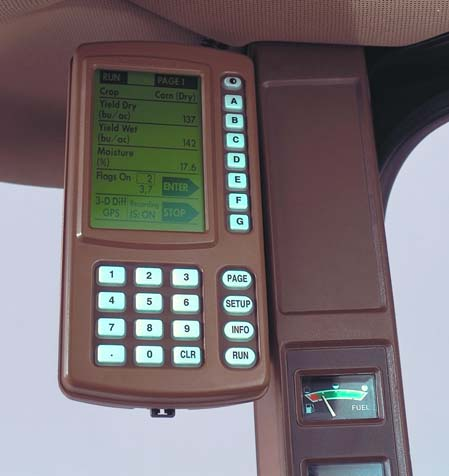 RUN PAGE 1
Crop Corn (Dry)
Yield Dry
(bu/ac) 137
Yield Wet
(bu/ac) 142
Moisture
(%) 17.6
Flags On 2
3,7 ENTER
3-D Diff Recording
GPS IS: ON STOP
A
B
C
D
E
F
G
1 2 3 PAGE
4 5 6 SETUP
7 8 9 INFO
. 0 CLR RUN
FUEL